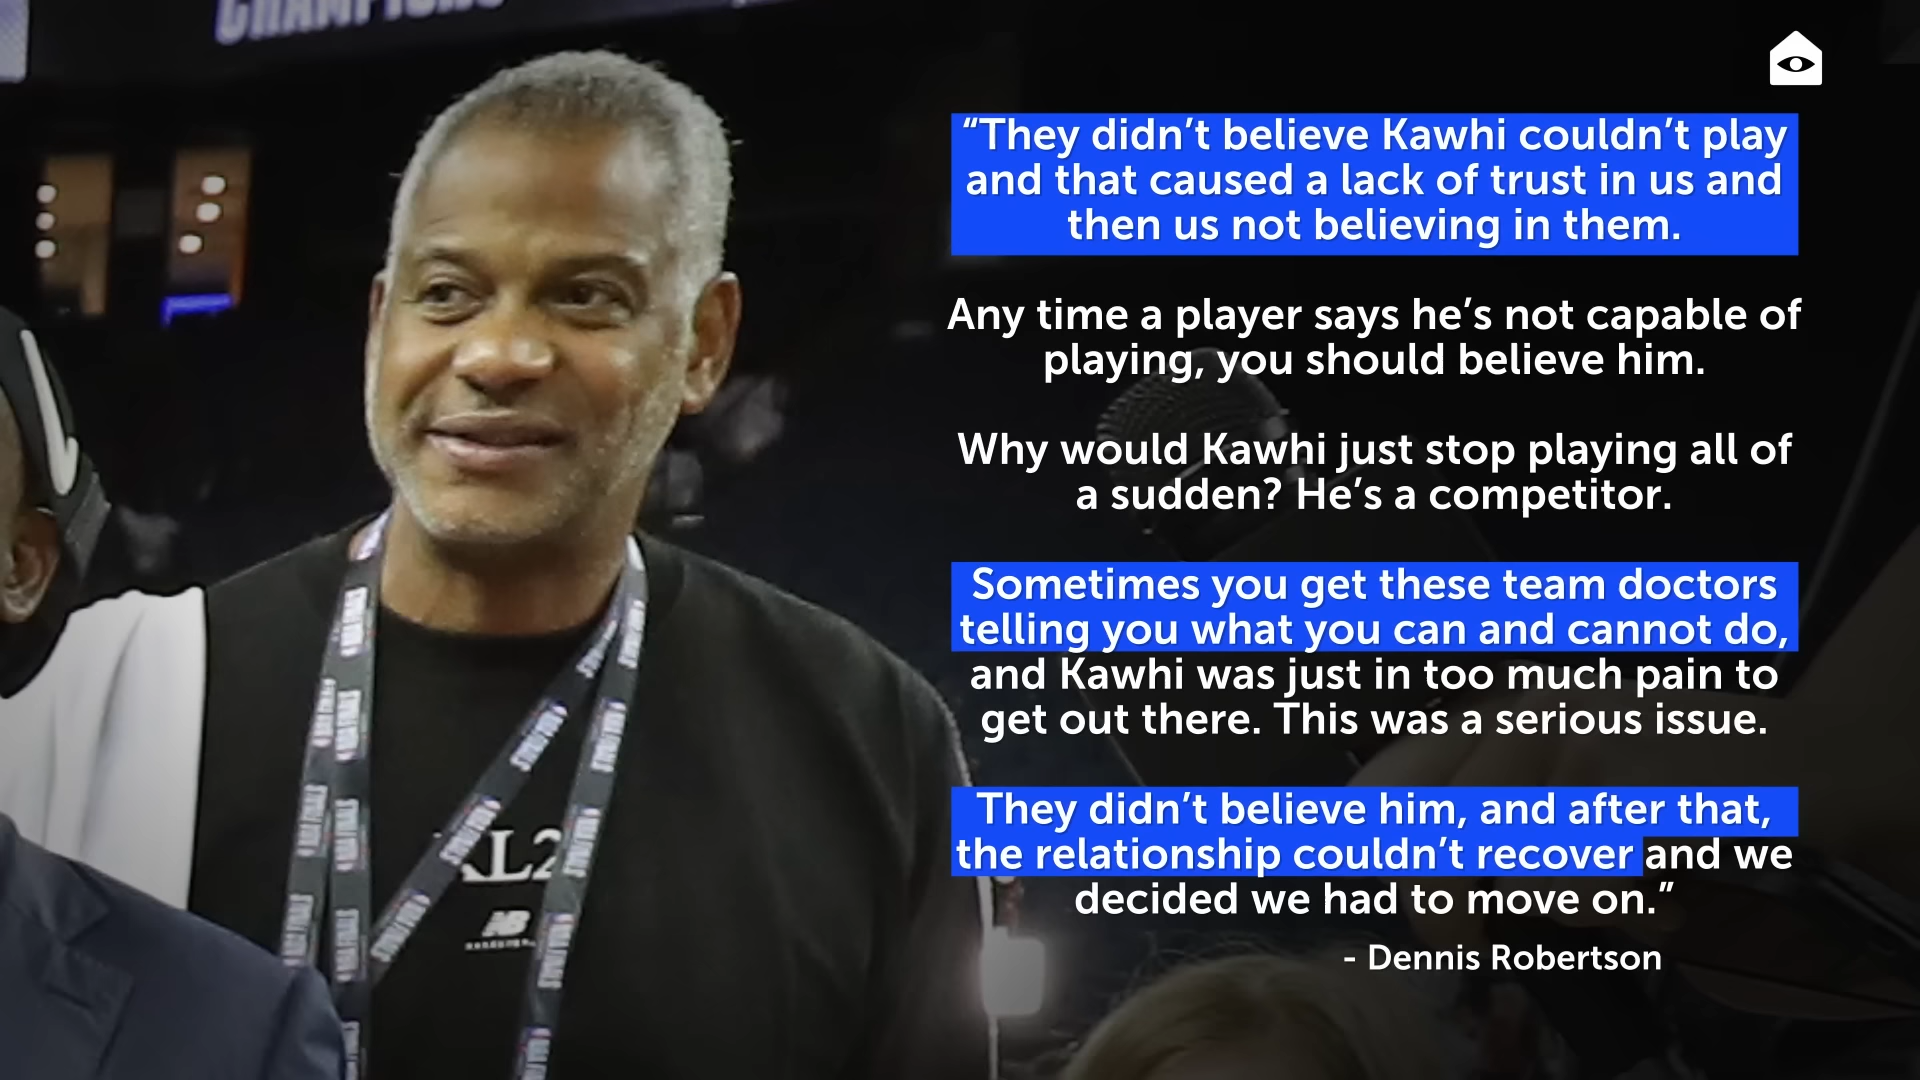 CHAMPIONS
“They didn’t believe Kawhi couldn’t play
and that caused a lack of trust in us and
then us not believing in them.
Any time a player says he’s not capable of
playing, you should believe him.
Why would Kawhi just stop playing all of
a sudden? He’s a competitor.
Sometimes you get these team doctors
telling you what you can and cannot do,
and Kawhi was just in too much pain to
get out there. This was a serious issue.
They didn’t believe him, and after that,
the relationship couldn’t recover and we
decided we had to move on.”
- Dennis Robertson
NB